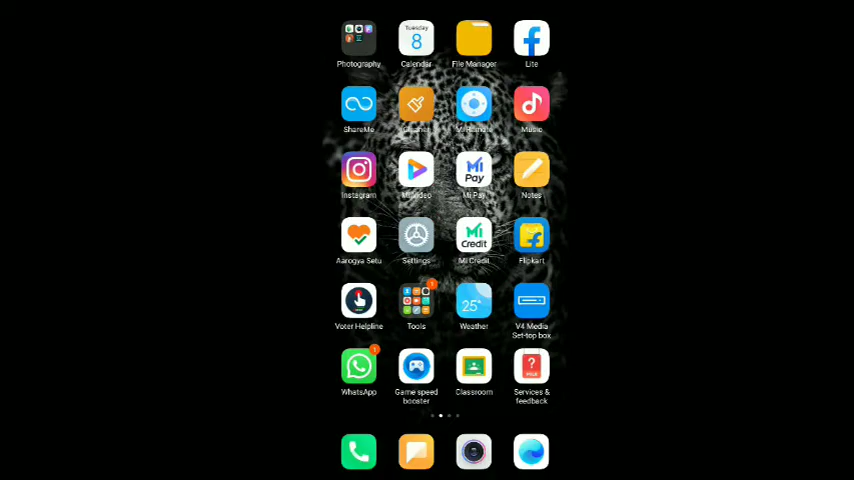 Tuesday
8
Photography
Calendar
File Manager
Lite
ShareMe
Cleaner
Mi Remote
Music
Mi Pay
Instagram
Mi Video
Mi Pay
Notes
Mi Credit
Aarogya Setu
Settings
Mi Credit
Flipkart
1
25°
Voter Helpline
Tools
Weather
V4 Media
Set-top box
1
WhatsApp
Game speed
booster
Classroom
Services &
feedback